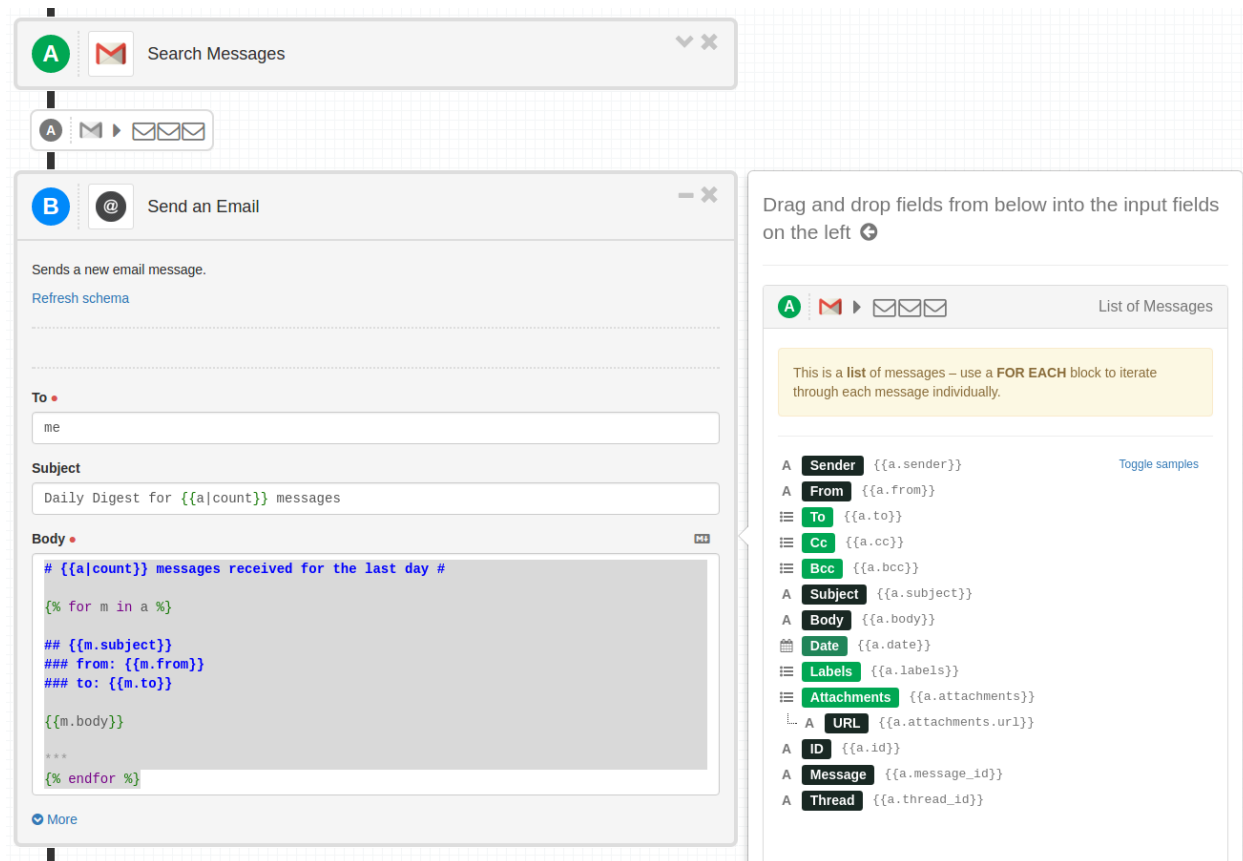 A Search Messages
A
B @ Send an Email
Sends a new email message.
Refresh schema
To
me
Subject
Daily Digest for {{a|count}} messages
Body
# {{a|count}} messages received for the last day #
{% for m in a %}
## {{m.subject}}
### from: {{m.from}}
### to: {{m.to}}
{{m.body}}
***
{% endfor %}
More
Drag and drop fields from below into the input fields
on the left
A List of Messages
This is a list of messages – use a FOR EACH block to iterate
through each message individually.
A Sender {{a.sender}} Toggle samples
A From {{a.from}}
To {{a.to}}
Cc {{a.cc}}
Bcc {{a.bcc}}
A Subject {{a.subject}}
A Body {{a.body}}
Date {{a.date}}
Labels {{a.labels}}
Attachments {{a.attachments}}
A URL {{a.attachments.url}}
A ID {{a.id}}
A Message {{a.message_id}}
A Thread {{a.thread_id}}